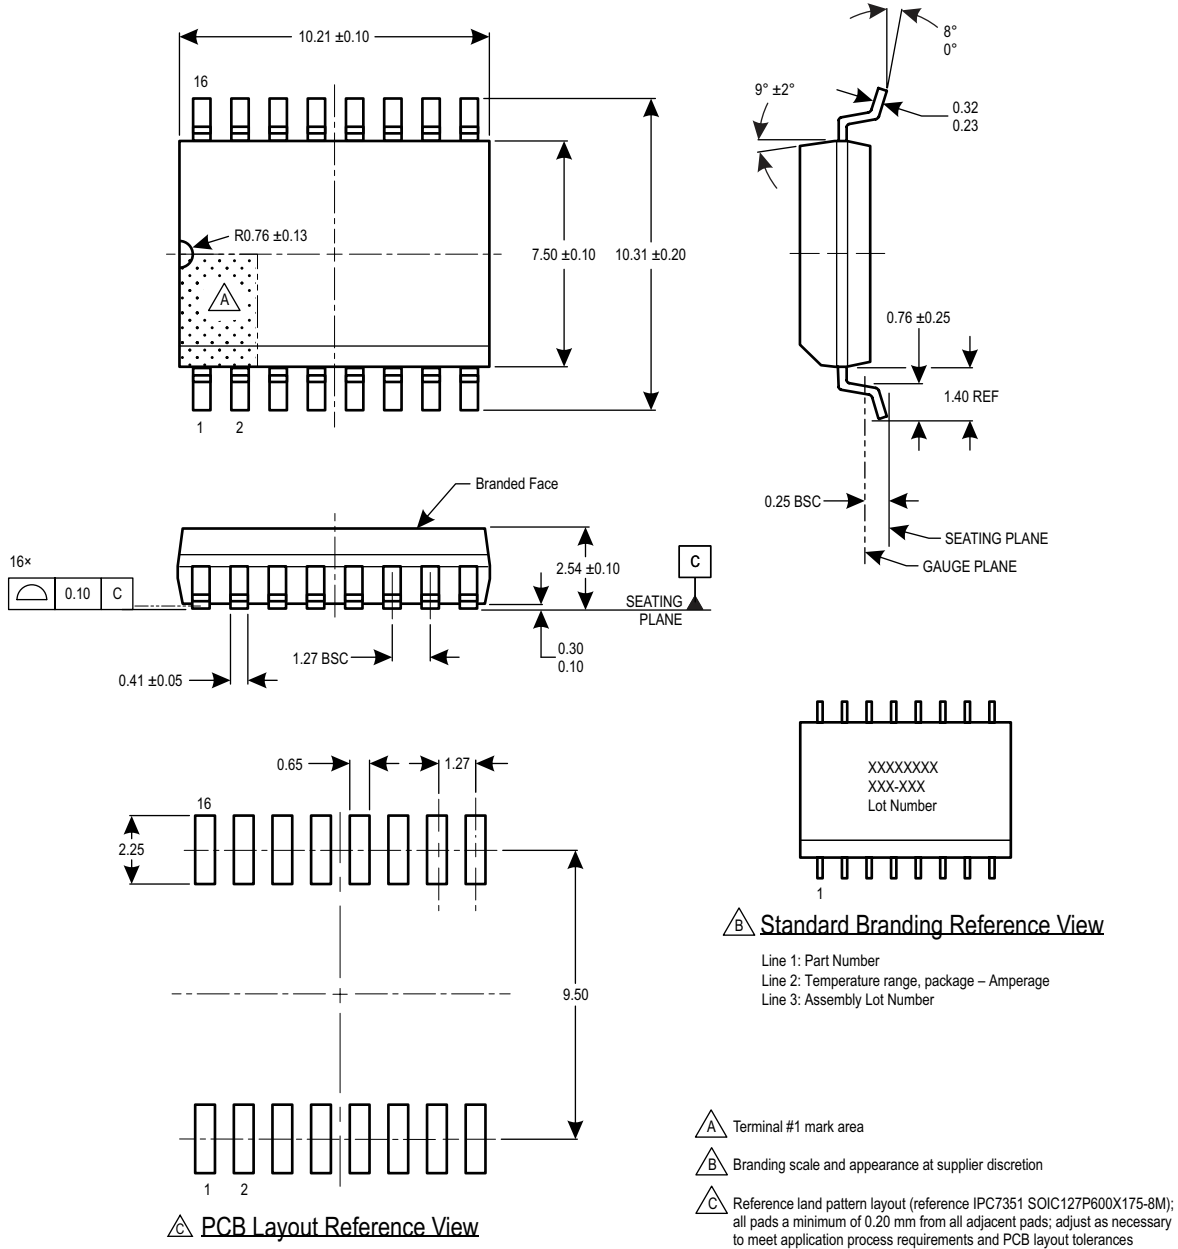 10.21 ±0.10
16
R0.76 ±0.13
A
7.50 ±0.10
10.31 ±0.20
1 2
8°
0°
9° ±2°
0.32
0.23
0.76 ±0.25
1.40 REF
0.25 BSC
SEATING PLANE
GAUGE PLANE
Branded Face
16×
0.10 C
2.54 ±0.10
C
SEATING
PLANE
0.30
0.10
1.27 BSC
0.41 ±0.05
0.65
1.27
16
2.25
9.50
1 2
C PCB Layout Reference View
XXXXXXXX
XXX-XXX
Lot Number
1
B Standard Branding Reference View
Line 1: Part Number
Line 2: Temperature range, package – Amperage
Line 3: Assembly Lot Number
A Terminal #1 mark area
B Branding scale and appearance at supplier discretion
C Reference land pattern layout (reference IPC7351 SOIC127P600X175-8M);
all pads a minimum of 0.20 mm from all adjacent pads; adjust as necessary
to meet application process requirements and PCB layout tolerances